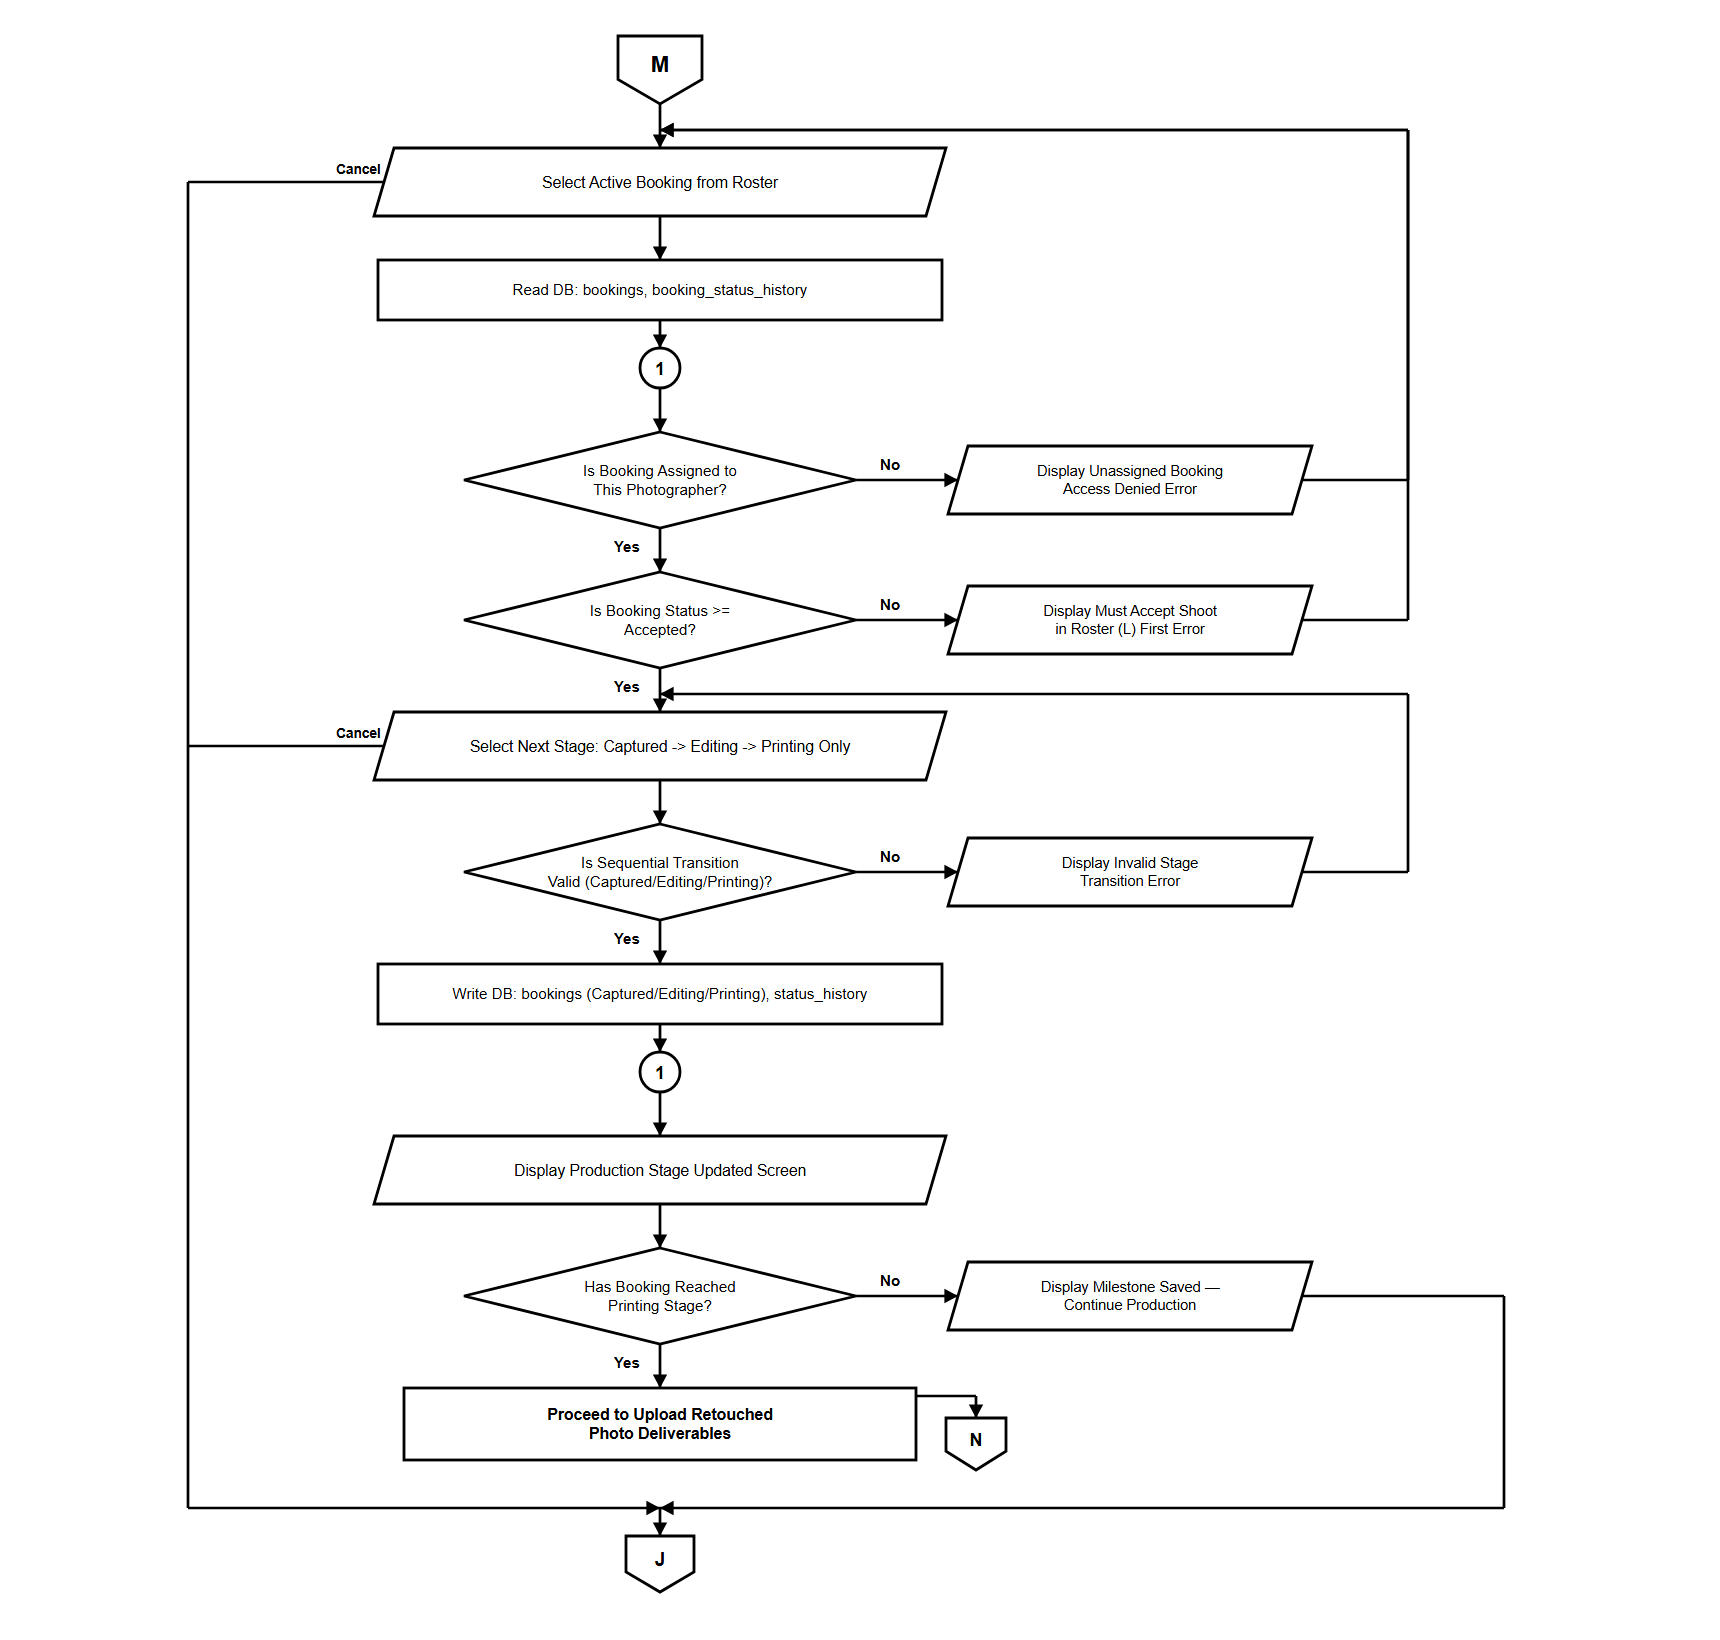 M
Cancel
Select Active Booking from Roster
Read DB: bookings, booking_status_history
1
Is Booking Assigned to
This Photographer?
No
Display Unassigned Booking
Access Denied Error
Yes
Is Booking Status >=
Accepted?
No
Display Must Accept Shoot
in Roster (L) First Error
Yes
Cancel
Select Next Stage: Captured -> Editing -> Printing Only
Is Sequential Transition
Valid (Captured/Editing/Printing)?
No
Display Invalid Stage
Transition Error
Yes
Write DB: bookings (Captured/Editing/Printing), status_history
1
Display Production Stage Updated Screen
Has Booking Reached
Printing Stage?
No
Display Milestone Saved —
Continue Production
Yes
Proceed to Upload Retouched
Photo Deliverables
N
J